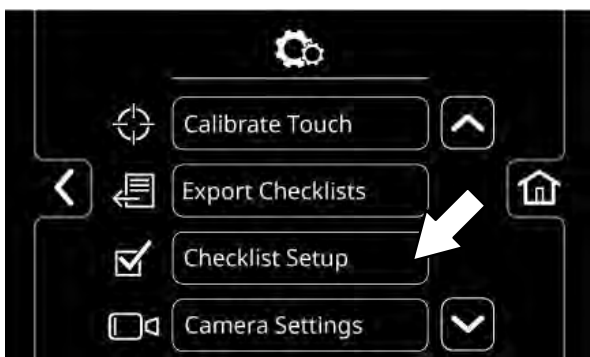 Calibrate Touch
Export Checklists
Checklist Setup
Camera Settings